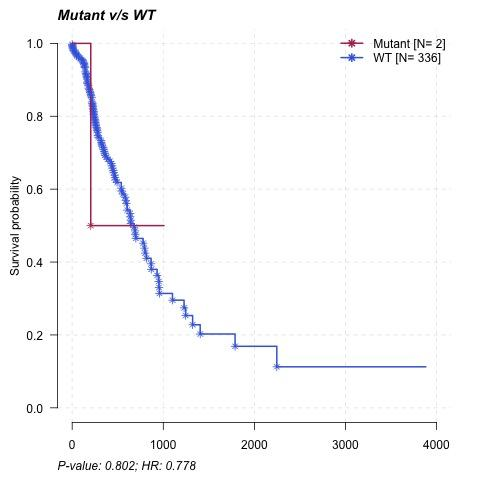 Mutant v/s WT
Mutant [N= 2]
WT [N= 336]
Survival probability
1.0
0.8
0.6
0.4
0.2
0.0
0 1000 2000 3000 4000
P-value: 0.802; HR: 0.778